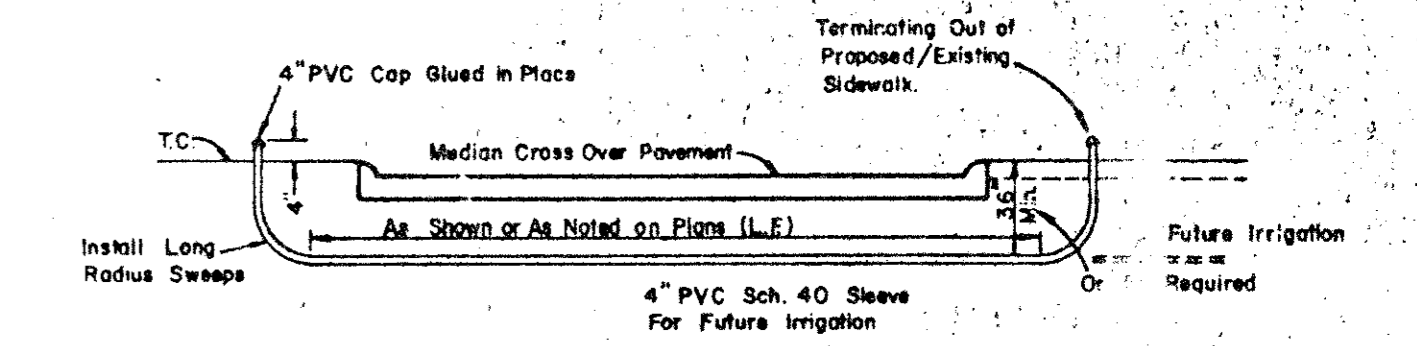 Terminating Out of
Proposed/Existing
Sidewalk.
4" PVC Cap Glued in Place
T.C.
Median Cross Over Pavement
4"
36"
Min.
As Shown or As Noted on Plans (L.F.)
Install Long
Radius Sweeps
Future Irrigation
Or Required
4" PVC Sch. 40 Sleeve
For Future Irrigation